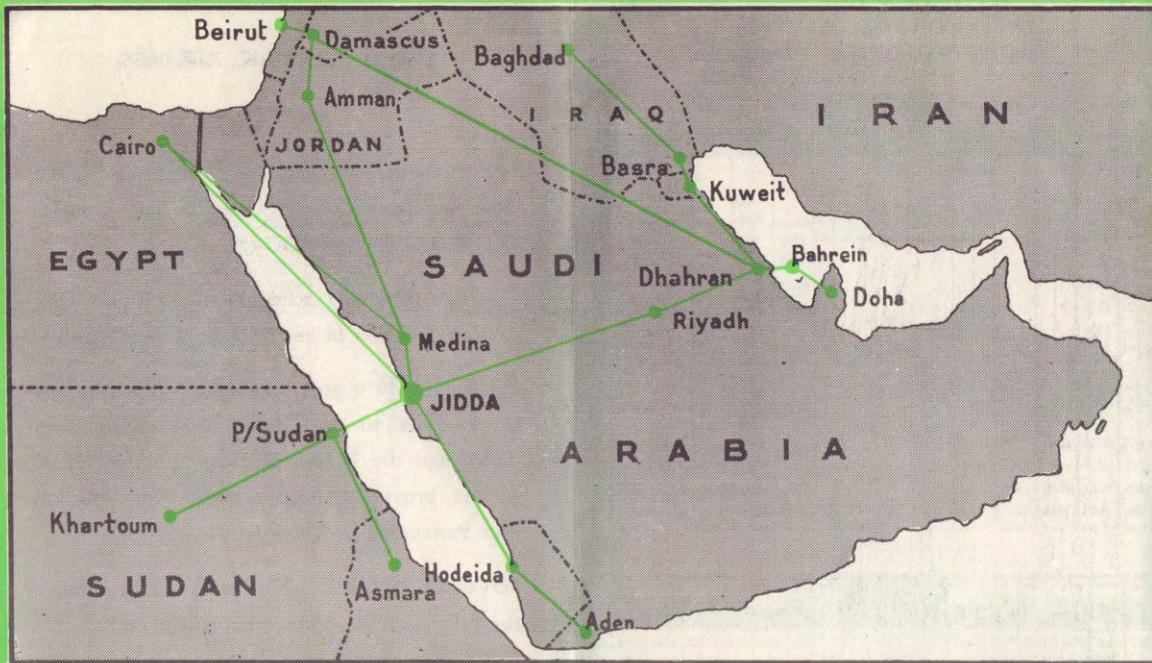 Beirut
Damascus
Baghdad
Amman
IRAQ
IRAN
Cairo
JORDAN
Basra
Kuweit
EGYPT
SAUDI
Bahrein
Dhahran
Doha
Riyadh
Medina
JIDDA
P/Sudan
ARABIA
Khartoum
Hodeida
SUDAN
Asmara
Aden